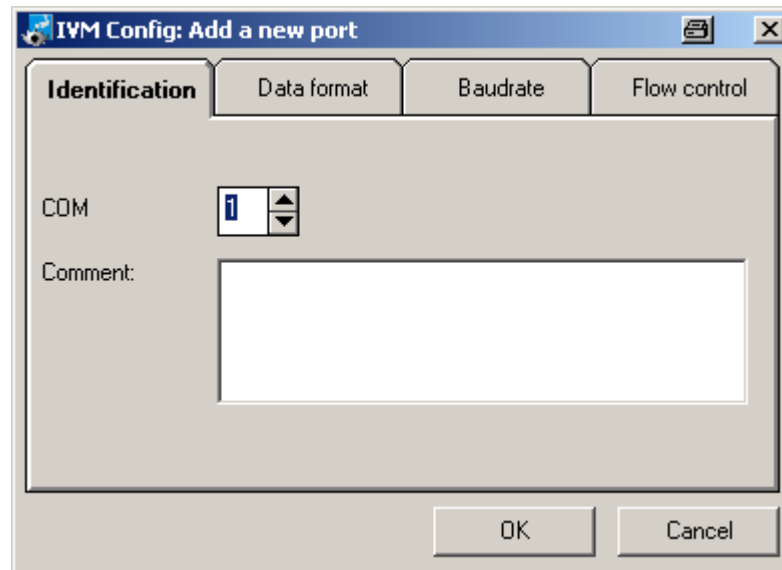 IVM Config: Add a new port
Identification Data format Baudrate Flow control
COM 1
Comment:
OK Cancel